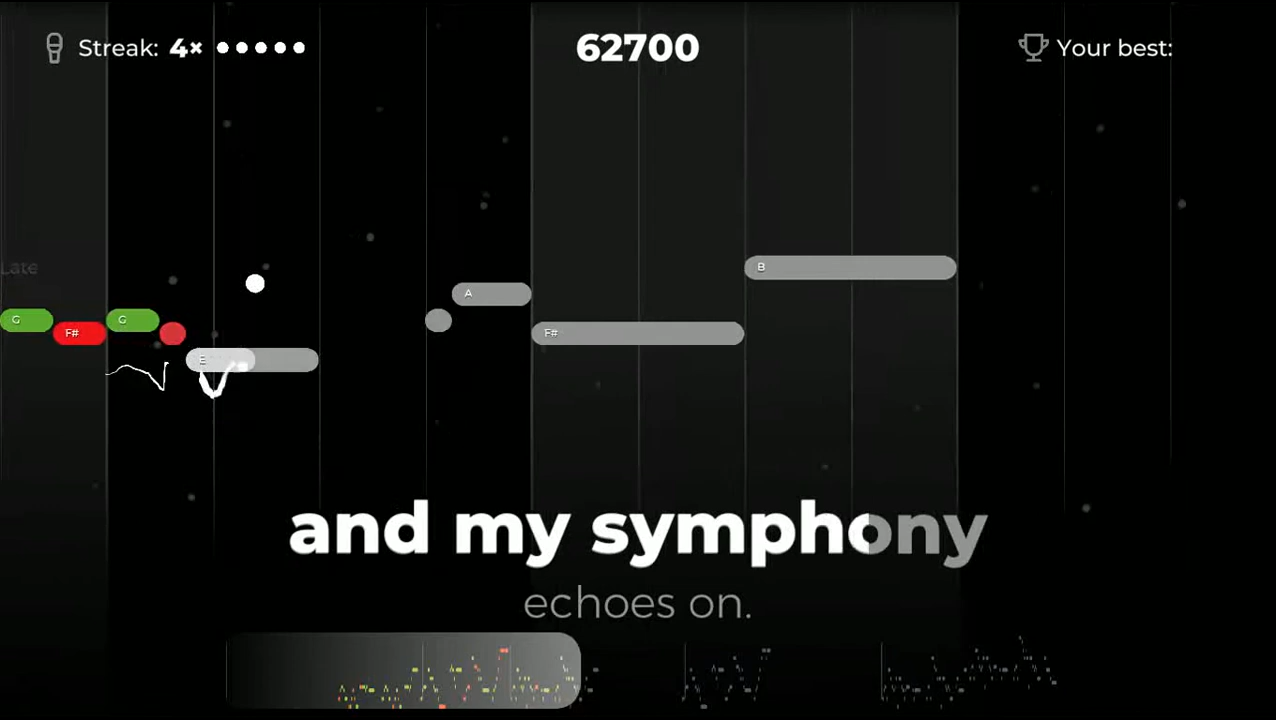 Streak: 4× 62700 Your best:
Late
B
A
G F# G F#
E
and my symphony
echoes on.